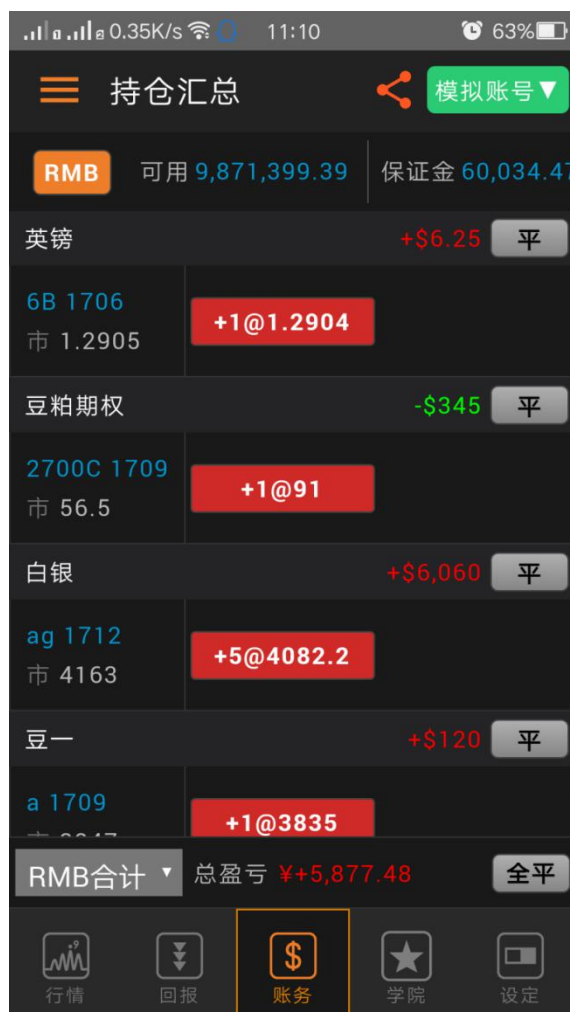 0.35K/s 11:10 63%
持仓汇总 模拟账号▼
RMB 可用 9,871,399.39 保证金 60,034.47
英镑 +$6.25 平
6B 1706
市 1.2905
+1@1.2904
豆粕期权 -$345 平
2700C 1709
市 56.5
+1@91
白银 +$6,060 平
ag 1712
市 4163
+5@4082.2
豆一 +$120 平
a 1709
+1@3835
RMB合计 ▼ 总盈亏 ¥+5,877.48 全平
行情 回报 账务 学院 设定